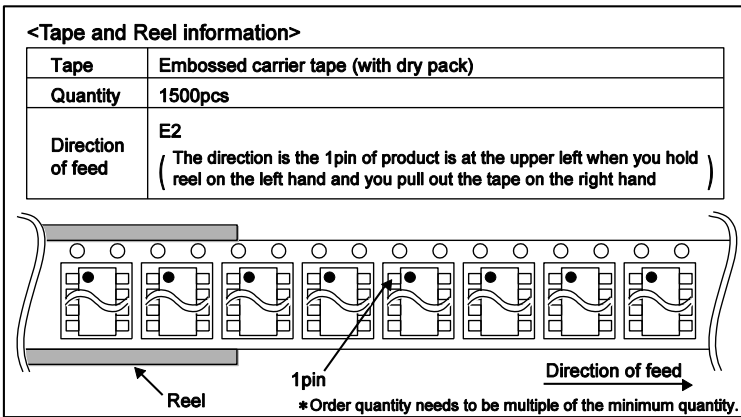 <Tape and Reel information>
Tape Embossed carrier tape (with dry pack)
Quantity 1500pcs
Direction of feed E2
( The direction is the 1pin of product is at the upper left when you hold
reel on the left hand and you pull out the tape on the right hand )
Reel
1pin
Direction of feed
*Order quantity needs to be multiple of the minimum quantity.